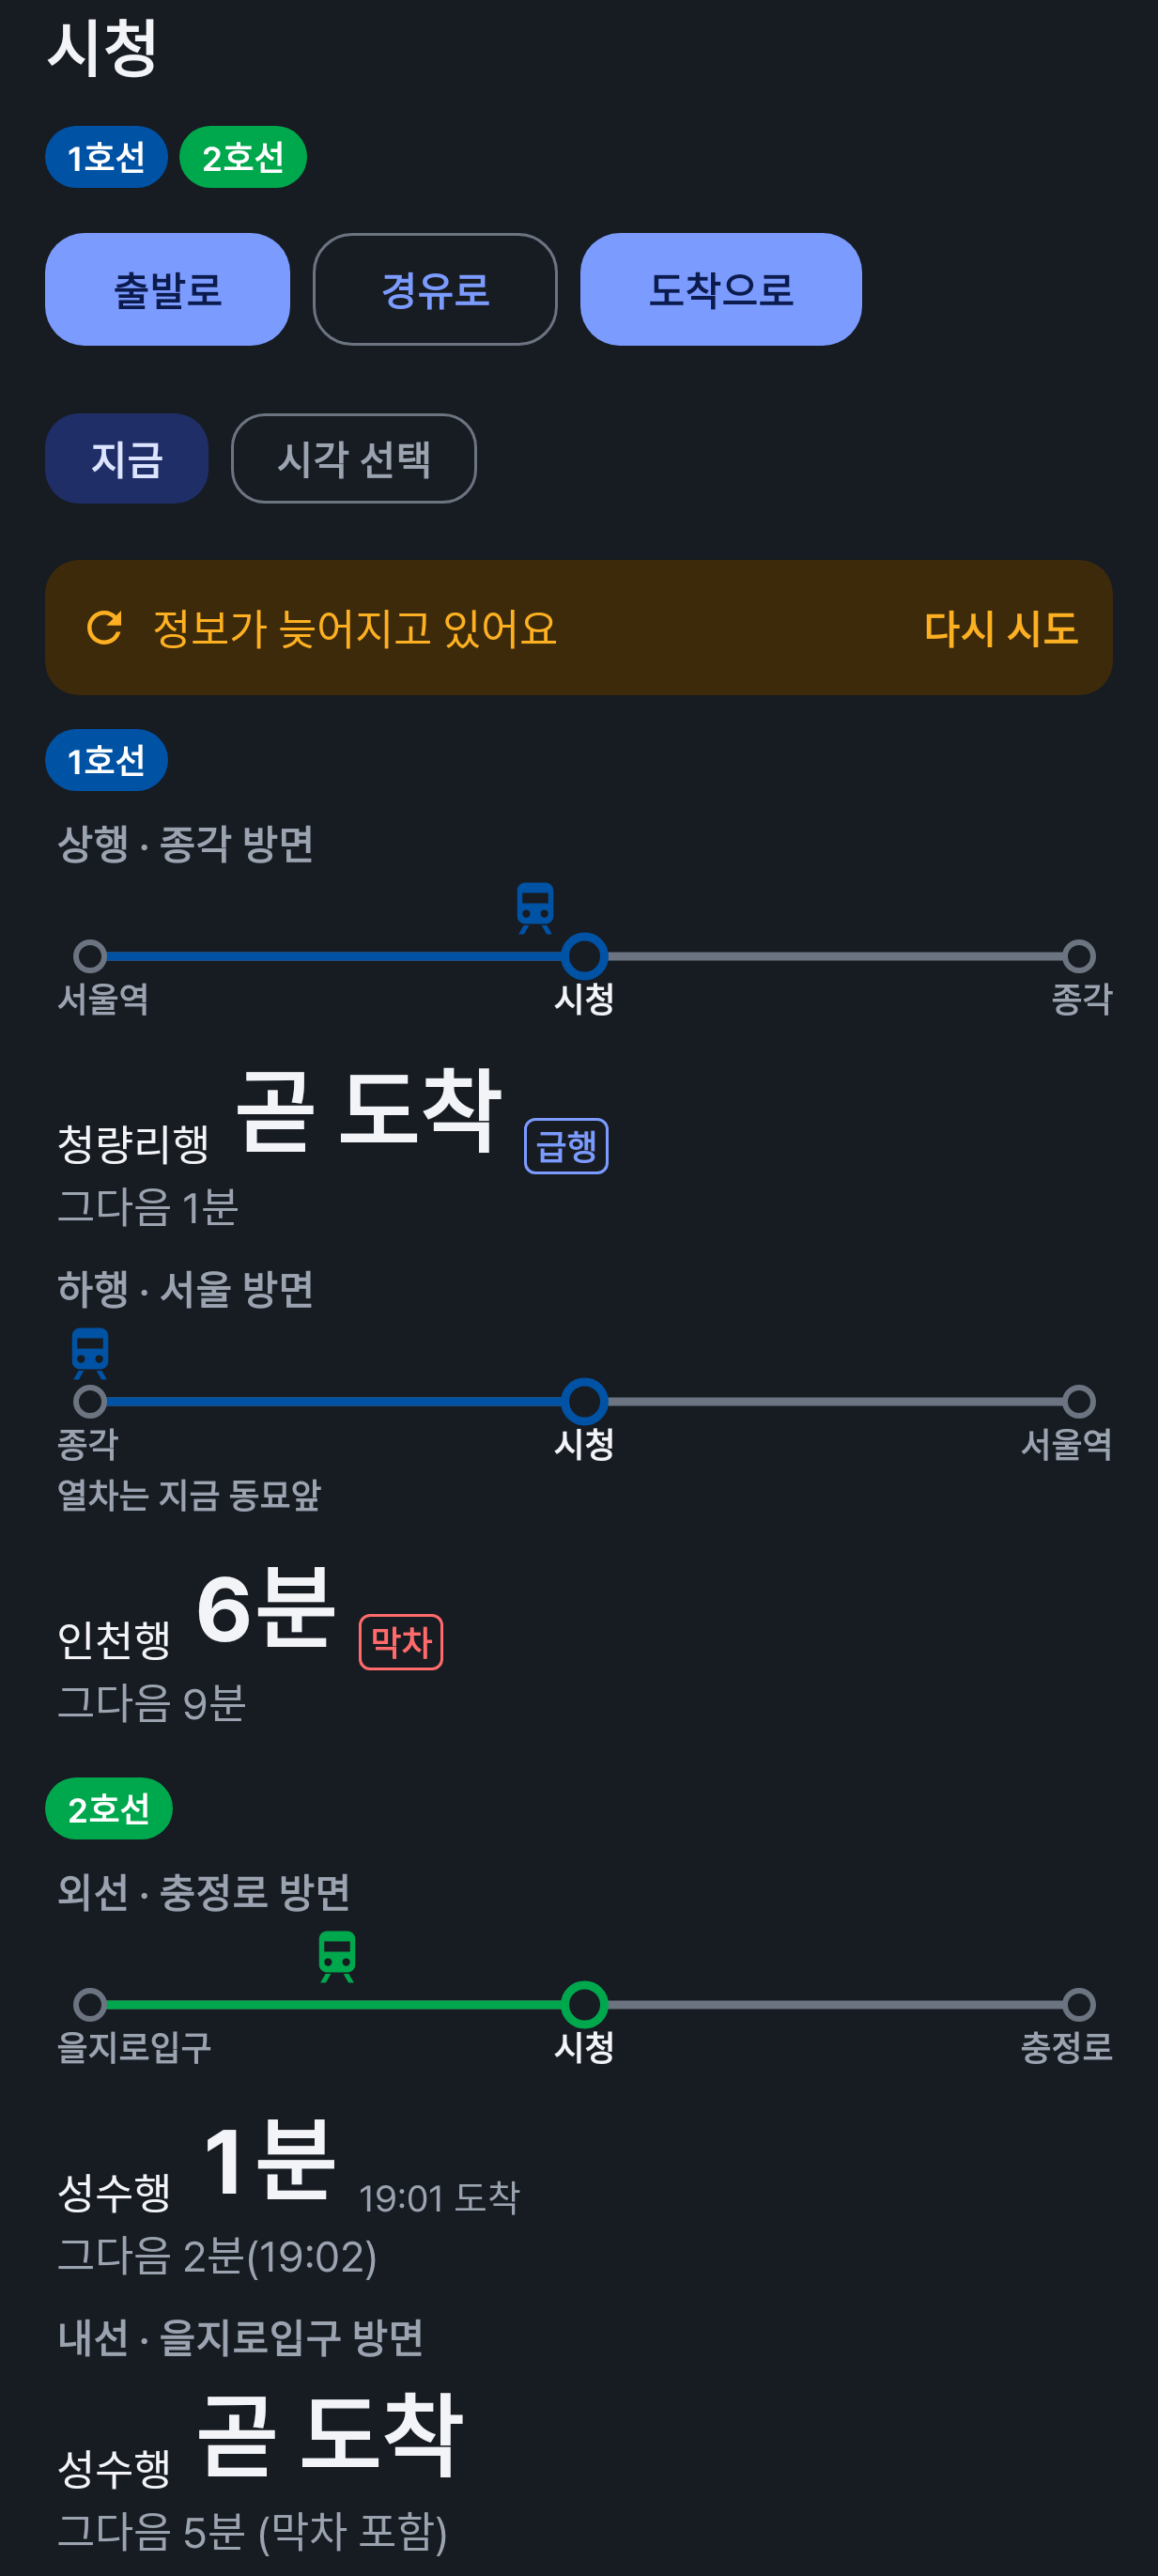 시청
1호선 2호선
출발로 경유로 도착으로
지금 시각 선택
정보가 늦어지고 있어요 다시 시도
1호선
상행 · 종각 방면
서울역 시청 종각
청량리행 곧 도착 급행
그다음 1분
하행 · 서울 방면
종각 시청 서울역
열차는 지금 동묘앞
인천행 6분 막차
그다음 9분
2호선
외선 · 충정로 방면
을지로입구 시청 충정로
성수행 1분 19:01 도착
그다음 2분(19:02)
내선 · 을지로입구 방면
성수행 곧 도착
그다음 5분 (막차 포함)